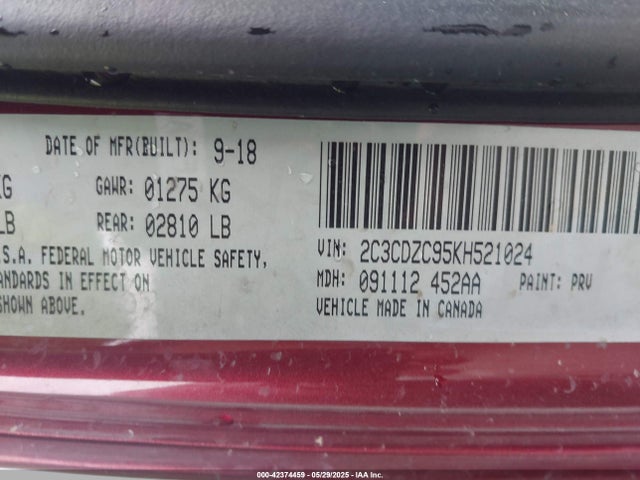 DATE OF MFR(BUILT): 9-18
KG GAWR: 01275 KG
LB REAR: 02810 LB
.S.A. FEDERAL MOTOR VEHICLE SAFETY,
ANDARDS IN EFFECT ON
SHOWN ABOVE.
VIN: 2C3CDZC95KH521024
MDH: 091112 452AA PAINT: PRV
VEHICLE MADE IN CANADA
000-42374459 - 05/29/2025 - IAA Inc.